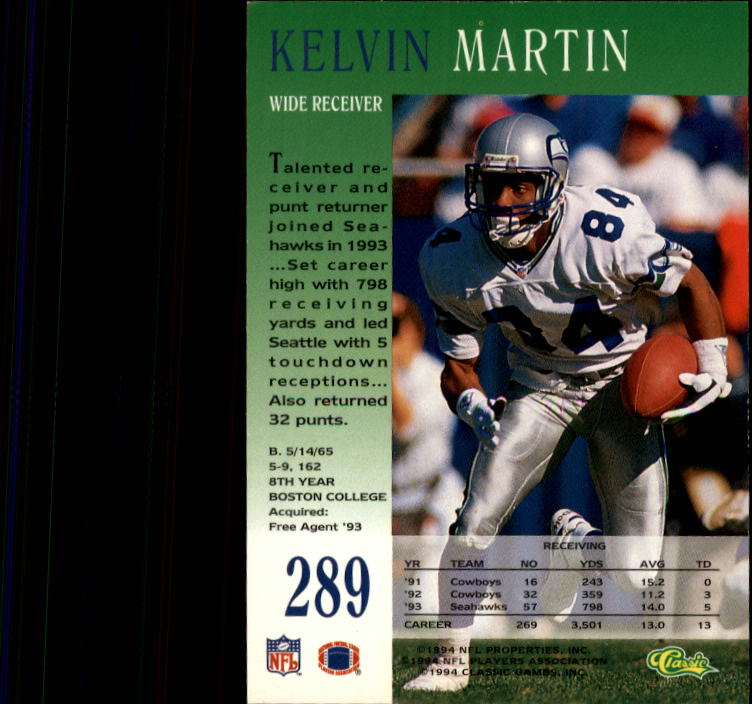 KELVIN MARTIN
WIDE RECEIVER
Talented re-
ceiver and
punt returner
joined Sea-
hawks in 1993
...Set career
high with 798
receiving
yards and led
Seattle with 5
touchdown
receptions...
Also returned
32 punts.
B. 5/14/65
5-9, 162
8TH YEAR
BOSTON COLLEGE
Acquired:
Free Agent '93
289
NFL
84
84
RECEIVING
YR TEAM NO YDS AVG TD
'91 Cowboys 16 243 15.2 0
'92 Cowboys 32 359 11.2 3
'93 Seahawks 57 798 14.0 5
CAREER 269 3,501 13.0 13
©1994 NFL PROPERTIES, INC.
©1994 NFL PLAYERS ASSOCIATION
©1994 CLASSIC GAMES, INC.
Classic